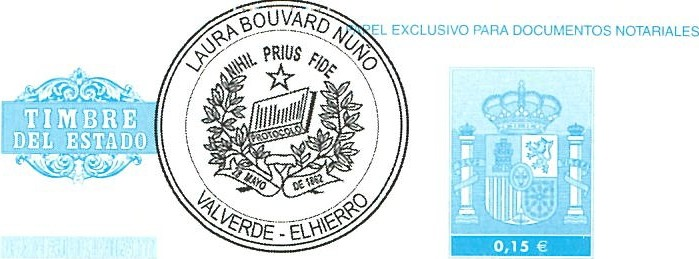 PAPEL EXCLUSIVO PARA DOCUMENTOS NOTARIALES
LAURA BOUVARD NUÑO
NIHIL PRIUS FIDE
TIMBRE
DEL ESTADO
PROTOCOLO
28 MAYO DE 1862
VALVERDE - ELHIERRO
0,15 €